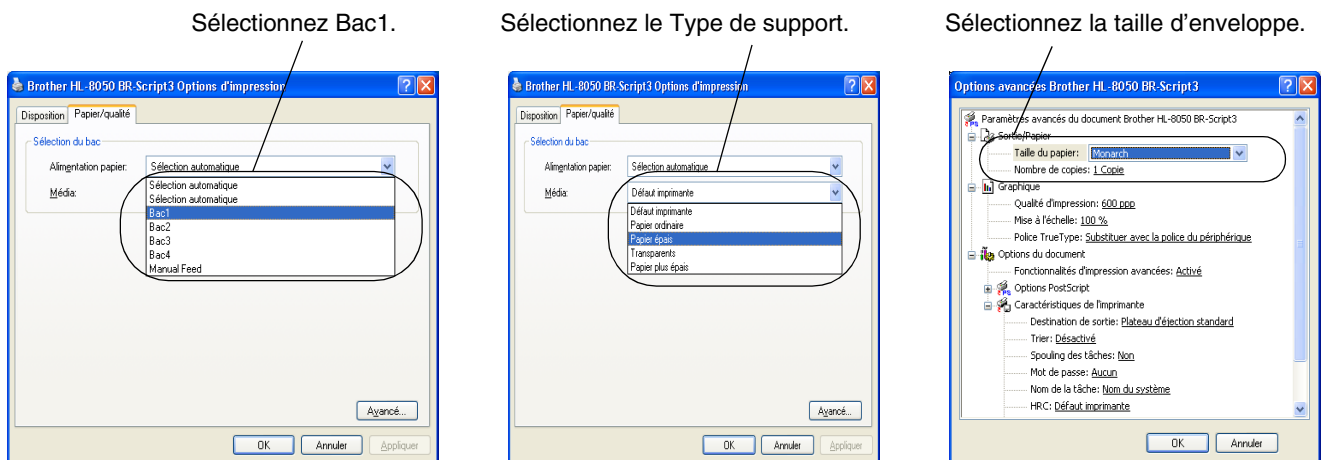 Sélectionnez Bac1.
Brother HL-8050 BR-Script3 Options d'impression
Disposition Papier/qualité
Sélection du bac
Alimentation papier: Sélection automatique
Média:
Sélection automatique
Sélection automatique
Bac1
Bac2
Bac3
Bac4
Manual Feed
Avancé...
OK Annuler Appliquer
Sélectionnez le Type de support.
Brother HL-8050 BR-Script3 Options d'impression
Disposition Papier/qualité
Sélection du bac
Alimentation papier: Sélection automatique
Média: Défaut imprimante
Défaut imprimante
Papier ordinaire
Papier épais
Transparents
Papier plus épais
Avancé...
OK Annuler Appliquer
Sélectionnez la taille d’enveloppe.
Options avancées Brother HL-8050 BR-Script3
Paramètres avancés du document Brother HL-8050 BR-Script3
Sortie/Papier
Taille du papier: Monarch
Nombre de copies: 1 Copie
Graphique
Qualité d'impression: 600 ppp
Mise à l'échelle: 100 %
Police TrueType: Substituer avec la police du périphérique
Options du document
Fonctionnalités d'impression avancées: Activé
Options PostScript
Caractéristiques de l'imprimante
Destination de sortie: Plateau d'éjection standard
Trier: Désactivé
Spouling des tâches: Non
Mot de passe: Aucun
Nom de la tâche: Nom du système
HRC: Défaut imprimante
OK Annuler